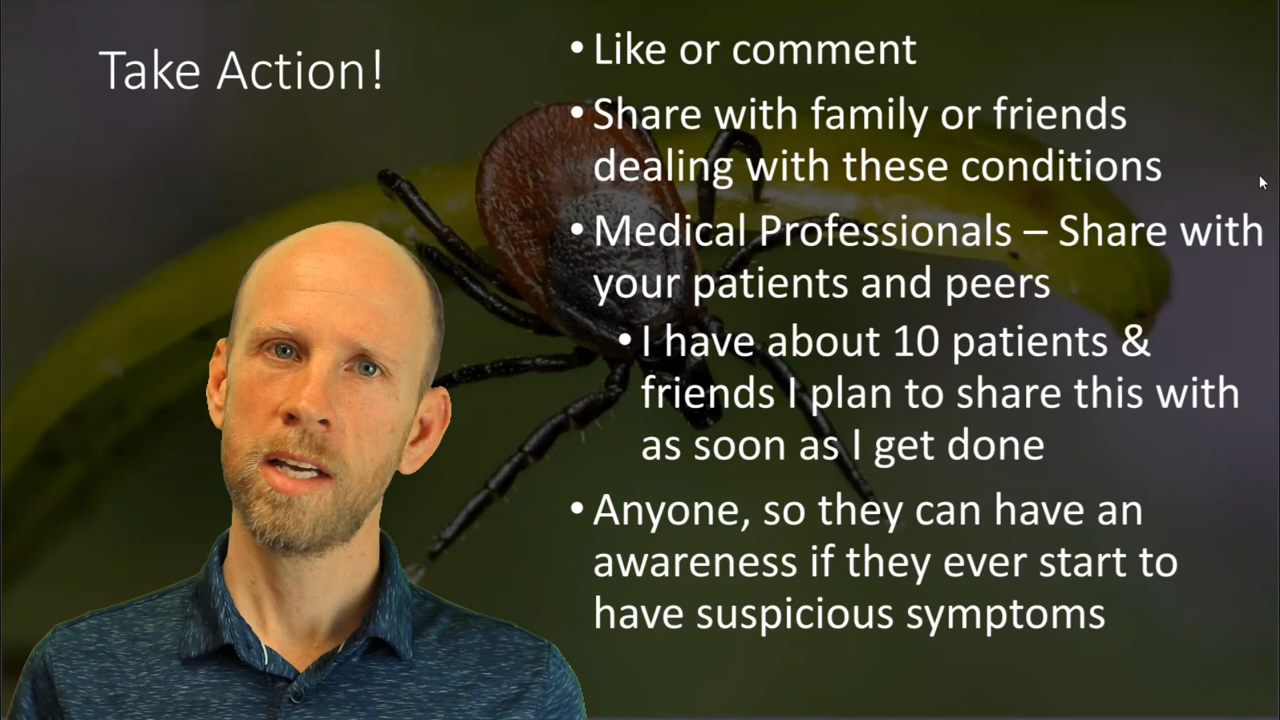 Take Action!
• Like or comment
• Share with family or friends
dealing with these conditions
• Medical Professionals – Share with
your patients and peers
• I have about 10 patients &
friends I plan to share this with
as soon as I get done
• Anyone, so they can have an
awareness if they ever start to
have suspicious symptoms